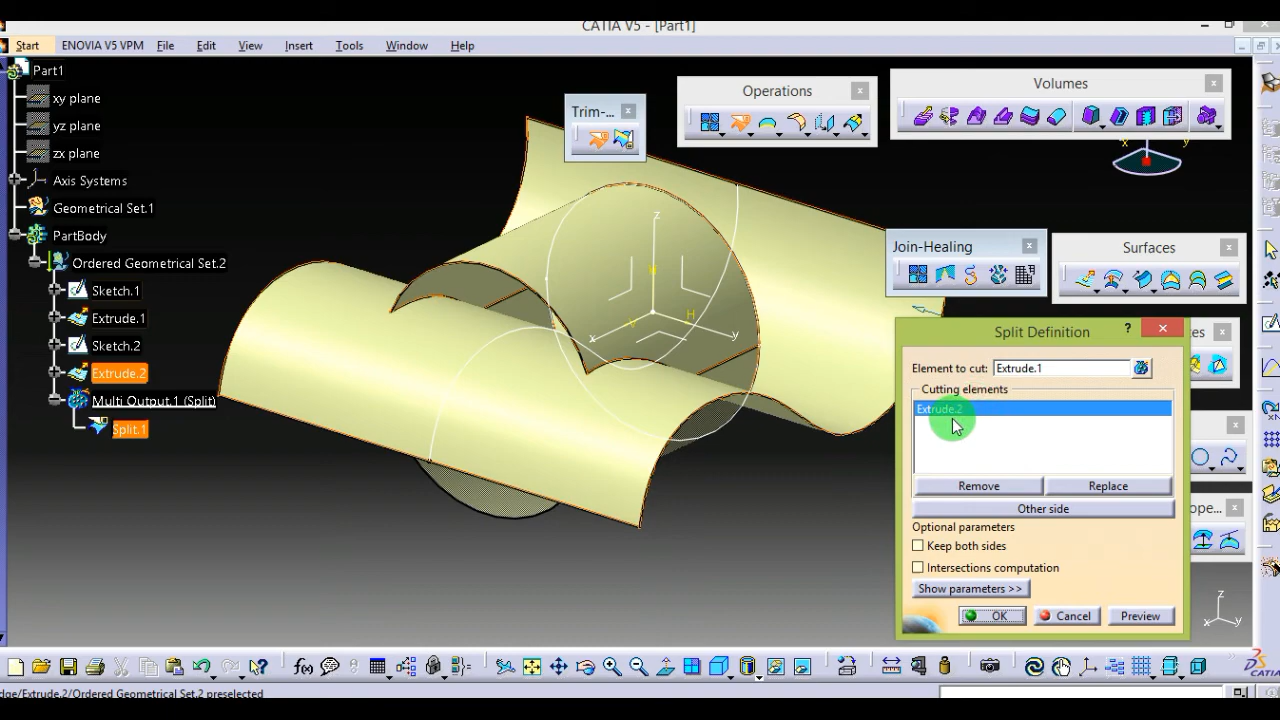 CATIA V5 - [Part1]
Start ENOVIA V5 VPM File Edit View Insert Tools Window Help
Part1
xy plane
yz plane
zx plane
Axis Systems
Geometrical Set.1
PartBody
Ordered Geometrical Set.2
Sketch.1
Extrude.1
Sketch.2
Extrude.2
Multi Output.1 (Split)
Split.1
Trim-...
Operations
Volumes
Join-Healing
Surfaces
x y
z
V
H
x
y
Split Definition
? x
Element to cut: Extrude.1
Cutting elements
Extrude.2
Remove Replace
Other side
Optional parameters
Keep both sides
Intersections computation
Show parameters >>
OK Cancel Preview
ope...
z
x y
f(x)
CATIA
dge/Extrude.2/Ordered Geometrical Set.2 preselected